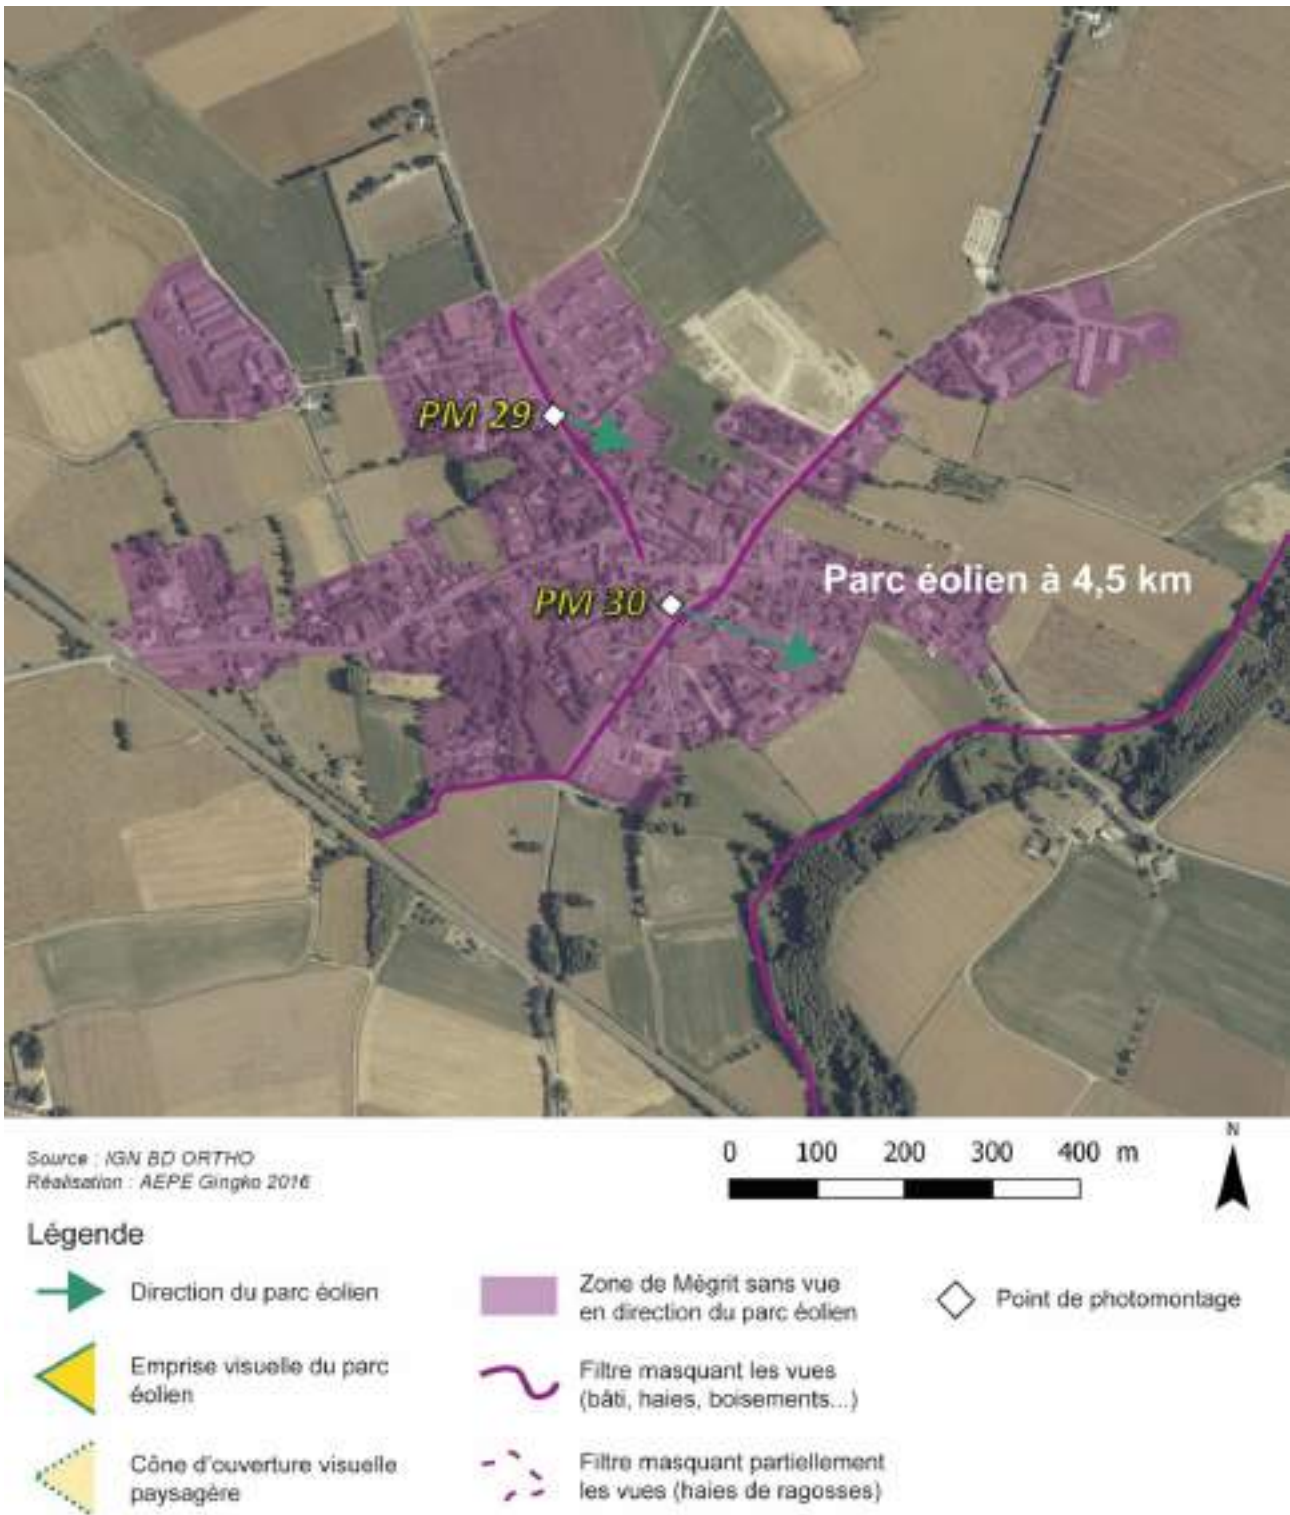 PM 29
Parc éolien à 4,5 km
PM 30
Source : IGN BD ORTHO
Réalisation : AEPE Gingko 2016
0 100 200 300 400 m
N
Légende
Direction du parc éolien
Emprise visuelle du parc
éolien
Cône d'ouverture visuelle
paysagère
Zone de Mégrit sans vue
en direction du parc éolien
Filtre masquant les vues
(bâti, haies, boisements...)
Filtre masquant partiellement
les vues (haies de ragosses)
Point de photomontage